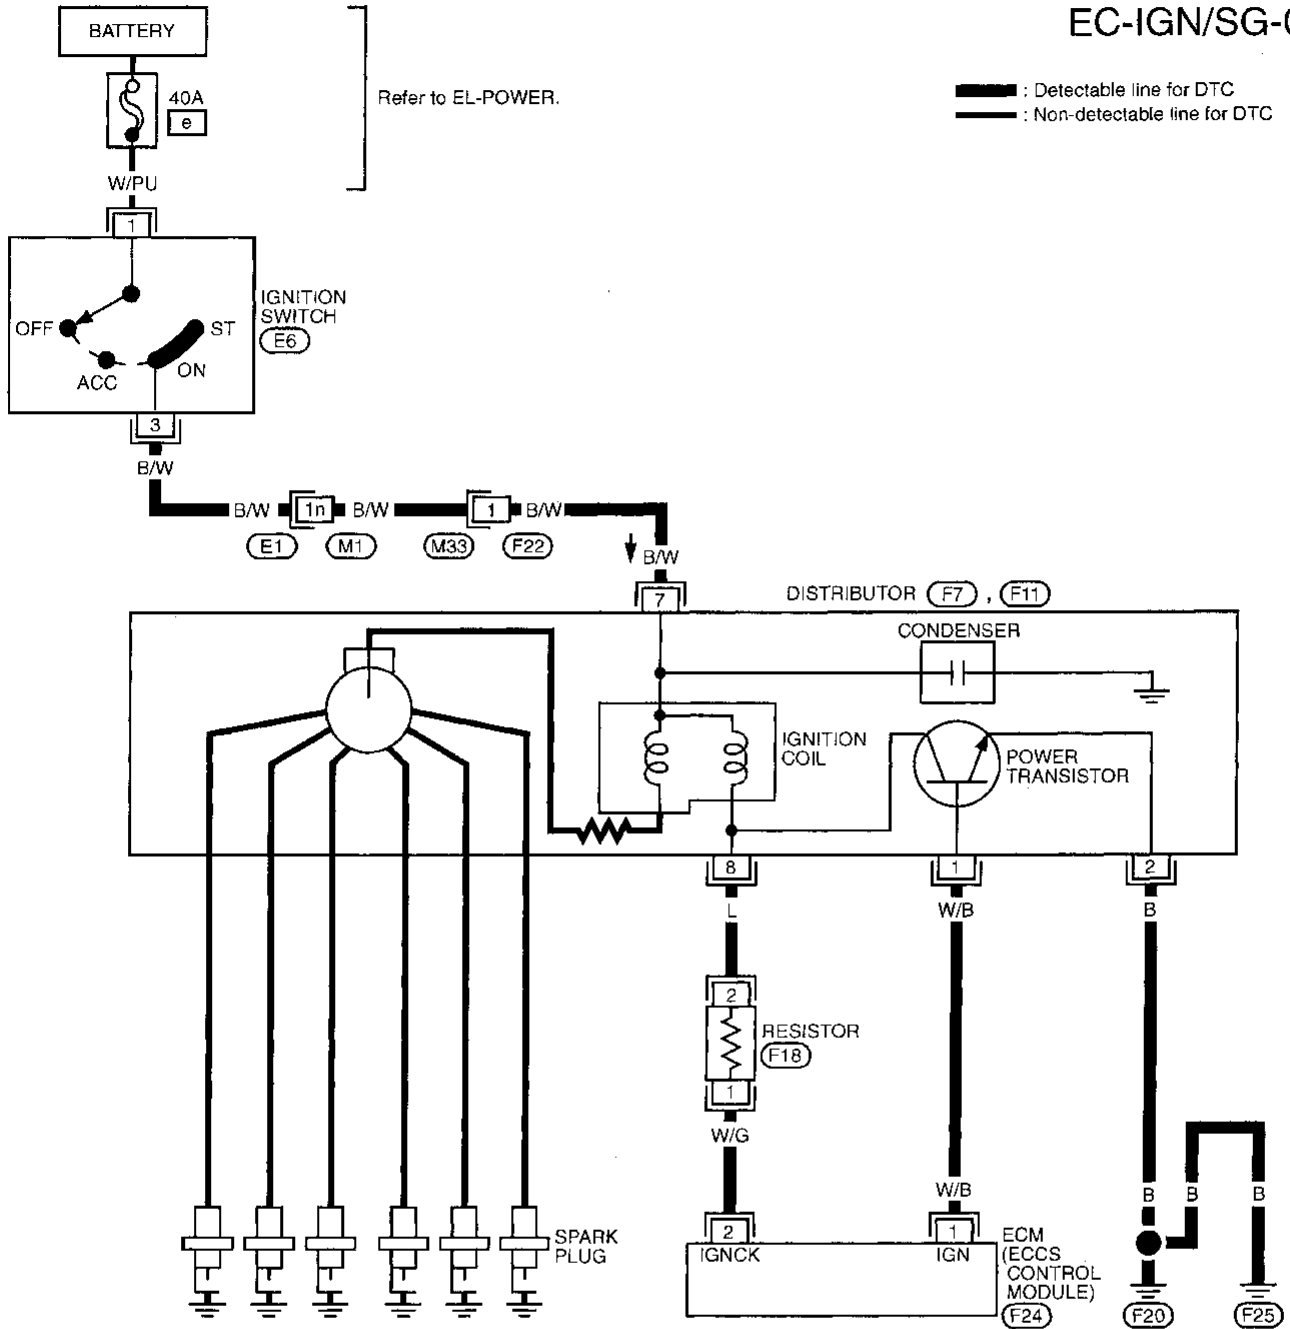 EC-IGN/SG-0
BATTERY
40A
e
Refer to EL-POWER.
: Detectable line for DTC
: Non-detectable line for DTC
W/PU
1
IGNITION
SWITCH
E6
OFF
ST
ACC
ON
3
B/W
B/W
1n
B/W
1
B/W
E1
M1
M33
F22
B/W
7
DISTRIBUTOR
F7
,
F11
CONDENSER
IGNITION
COIL
POWER
TRANSISTOR
8
1
2
L
W/B
B
2
RESISTOR
F18
1
W/G
W/B
B
B
B
2
1
IGNCK
IGN
SPARK
PLUG
ECM
(ECCS
CONTROL
MODULE)
F24
F20
F25